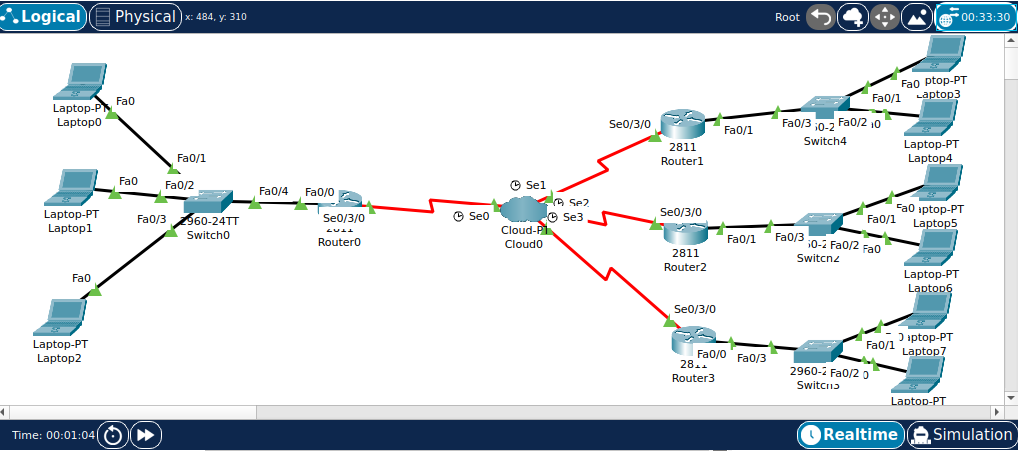 Logical
Physical
x: 484, y: 310
Root
00:33:30
Laptop-PT
Laptop0
Fa0
Fa0/1
Laptop-PT
Laptop1
Fa0
Fa0/2
Fa0/3
2960-24TT
Switch0
Fa0/4
Fa0/0
Se0/3/0
2811
Router0
Fa0
Laptop-PT
Laptop2
Se0
Se1
Se2
Se3
Cloud-P
Cloud0
Se0/3/0
2811
Router1
Fa0/1
Fa0/3
Switch4
Fa0/1
Fa0/2
Fa0
ptop-PT
aptop3
Laptop-PT
Laptop4
Se0/3/0
2811
Router2
Fa0/1
Fa0/3
Switch2
Fa0/1
Fa0/2
Fa0
Fa0
Laptop-PT
Laptop5
Laptop-PT
Laptop6
Se0/3/0
Fa0/0
Router3
Fa0/3
2960-2
Switch3
Fa0/1
Fa0/2
aptop-PT
Laptop7
Laptop-PT
Time: 00:01:04
Realtime
Simulation